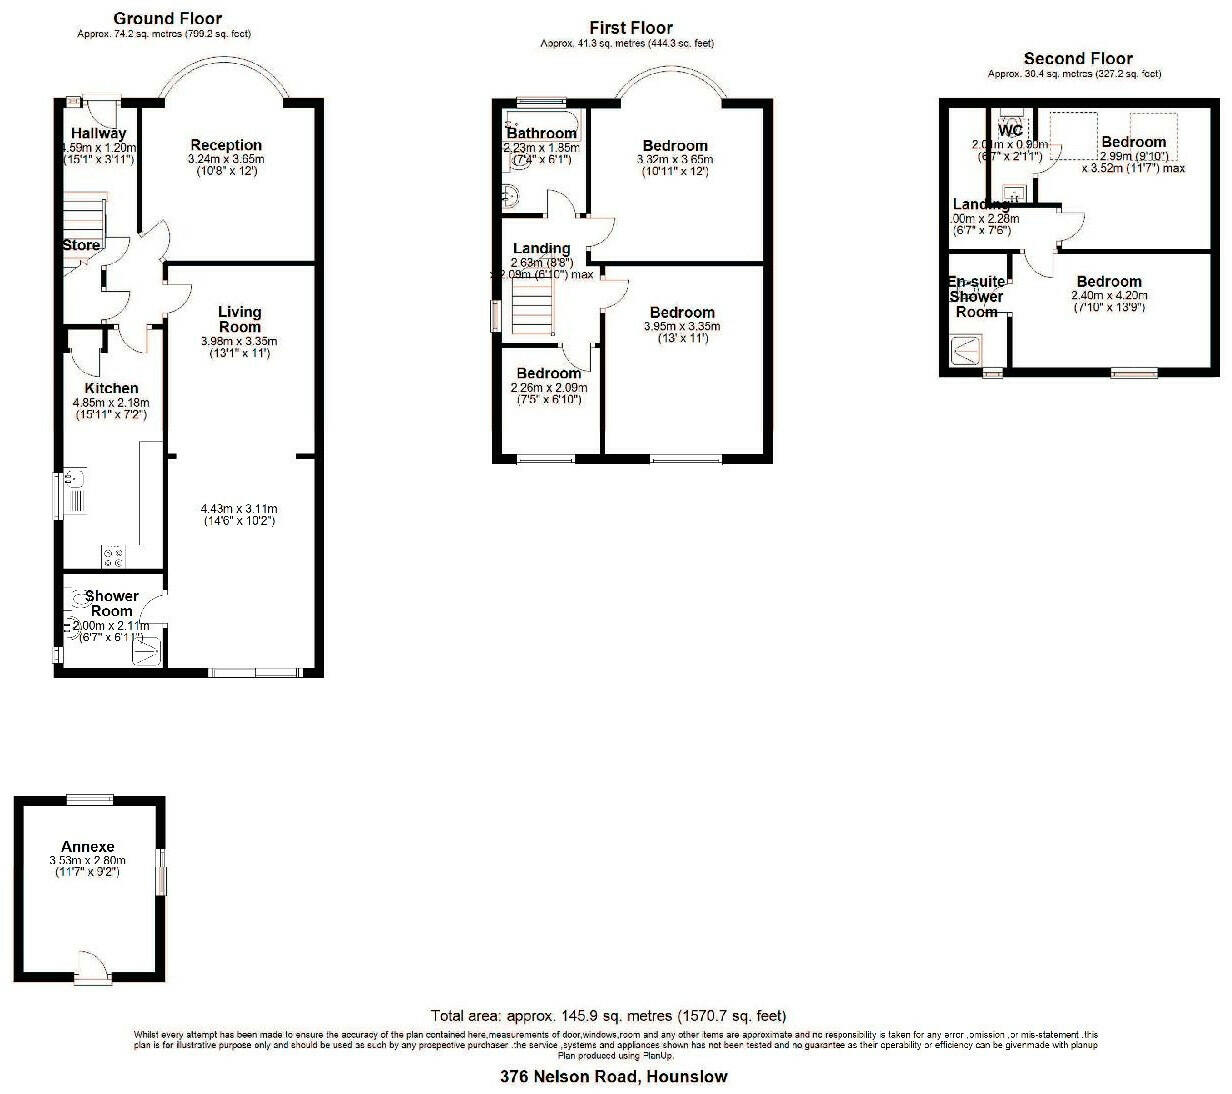 Ground Floor
Approx. 74.2 sq. metres (799.2 sq. feet)
Hallway
4.59m x 1.20m
(15'1" x 3'11")
Reception
3.24m x 3.65m
(10'8" x 12')
Store
Living
Room
3.98m x 3.35m
(13'1" x 11')
Kitchen
4.85m x 2.18m
(15'11" x 7'2")
4.43m x 3.11m
(14'6" x 10'2")
Shower
Room
2.00m x 2.11m
(6'7" x 6'11")
Annexe
3.53m x 2.80m
(11'7" x 9'2")
First Floor
Approx. 41.3 sq. metres (444.3 sq. feet)
Bathroom
2.23m x 1.85m
(7'4" x 6'1")
Bedroom
3.32m x 3.65m
(10'11" x 12')
Landing
2.63m (8'8")
x 2.09m (6'10") max
Bedroom
3.95m x 3.35m
(13' x 11')
Bedroom
2.26m x 2.09m
(7'5" x 6'10")
Second Floor
Approx. 30.4 sq. metres (327.2 sq. feet)
WC
2.01m x 0.90m
(6'7" x 2'11")
Bedroom
2.99m (9'10")
x 3.52m (11'7") max
Landing
.00m x 2.28m
(6'7" x 7'6")
En-suite
Shower
Room
Bedroom
2.40m x 4.20m
(7'10" x 13'9")
Total area: approx. 145.9 sq. metres (1570.7 sq. feet)
Whilst every attempt has been made to ensure the accuracy of the plan contained here,measurements of door,windows,room and any other items are approximate and no responsibility is taken for any error ,omission ,or mis-statement .this
plan is for illustrative purpose only and should be used as such by any prospective purchaser .the service ,systems and appliances shown has not been tested and no guarantee as their operability or efficiency can be givenmade with planup
Plan produced using PlanUp.
376 Nelson Road, Hounslow